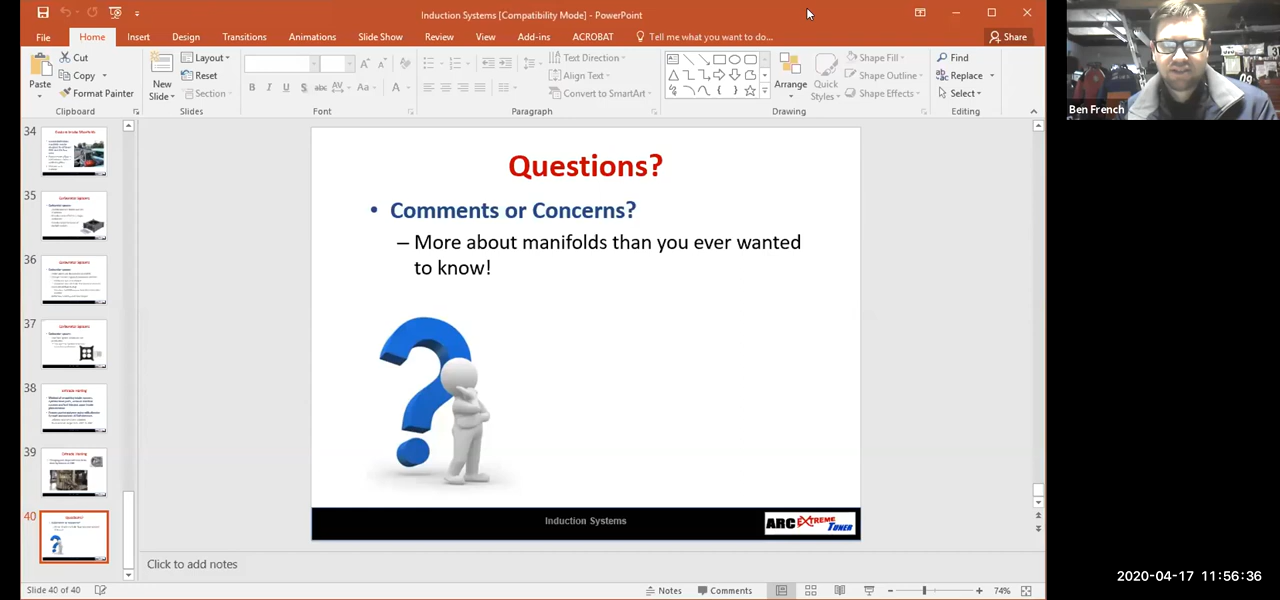 Induction Systems [Compatibility Mode] - PowerPoint
File Home Insert Design Transitions Animations Slide Show Review View Add-ins ACROBAT Tell me what you want to do... Share
Paste
Cut
Copy
Format Painter
Clipboard
New Slide
Layout
Reset
Section
Slides
Font
Text Direction
Align Text
Convert to SmartArt
Paragraph
Arrange
Quick Styles
Shape Fill
Shape Outline
Shape Effects
Drawing
Find
Replace
Select
Editing
34
35
36
37
38
39
40
Questions?
• Comments or Concerns?
– More about manifolds than you ever wanted
to know!
Induction Systems
ARC EXTREME TUNER
Click to add notes
Slide 40 of 40
Notes
Comments
74%
Ben French
2020-04-17 11:56:36